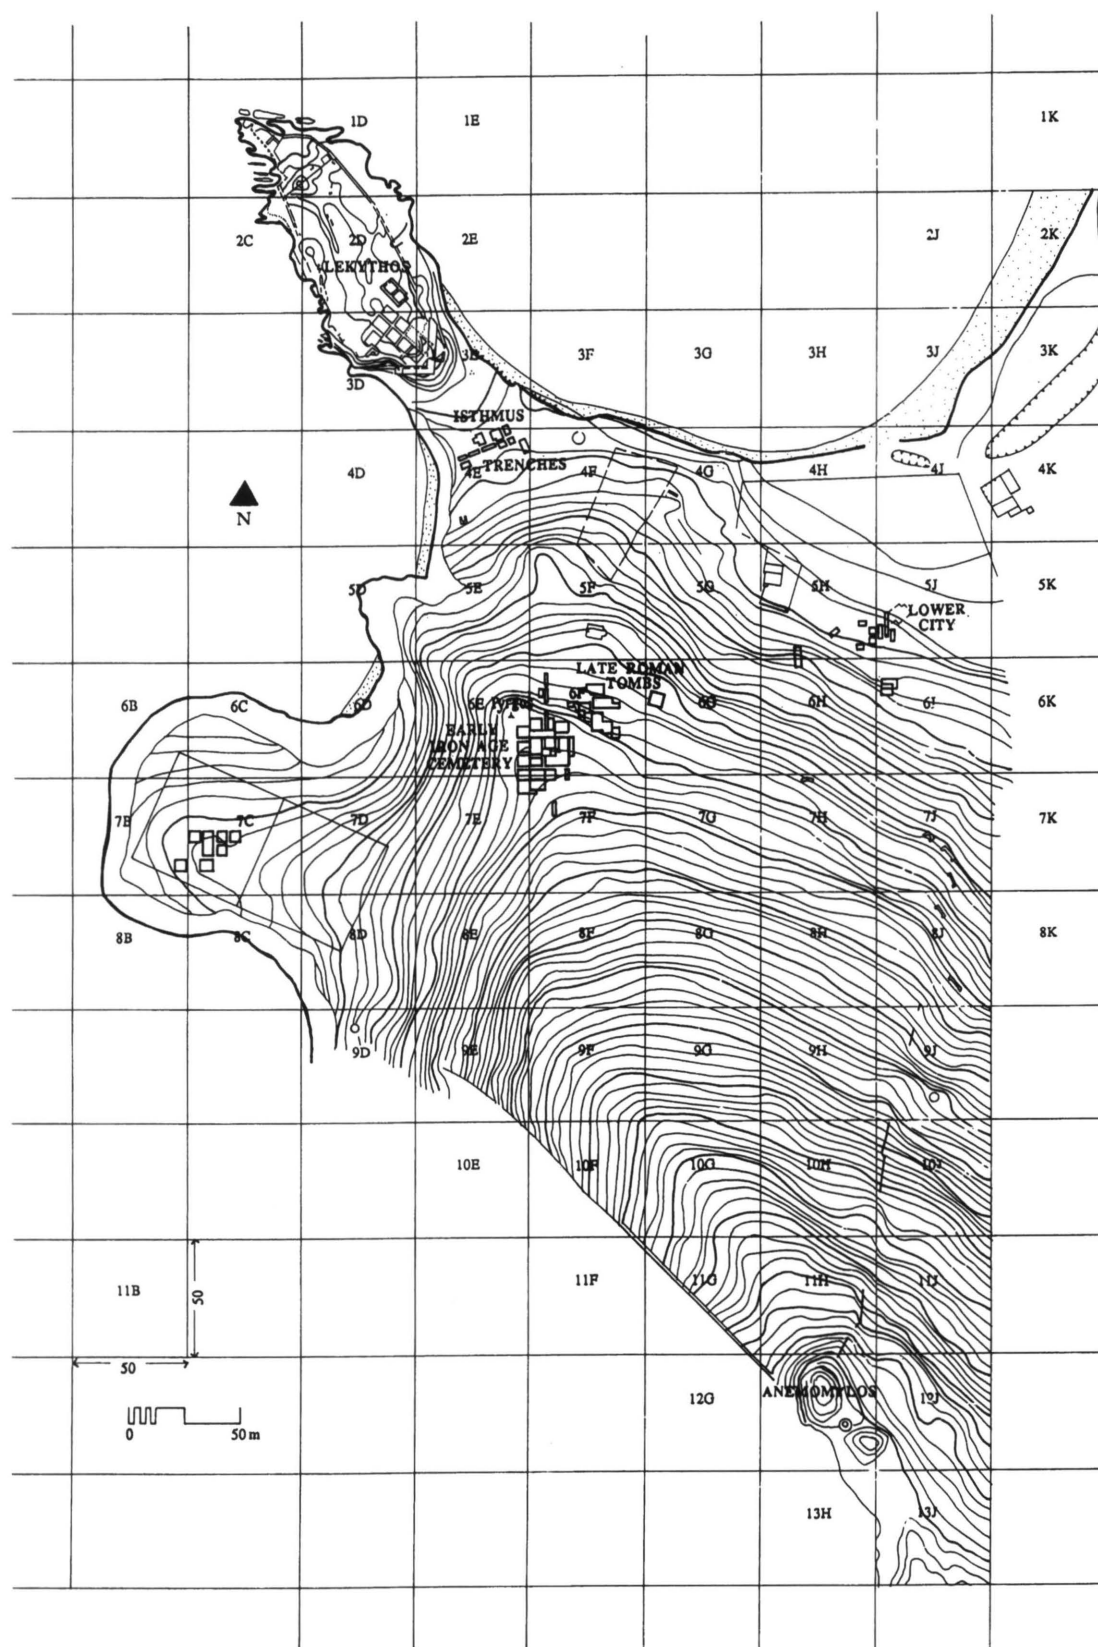 1D 1E 1K
2C 2D 2E 2J 2K
LEKYTHOS
3D 3E 3F 3G 3H 3J 3K
ISTHMUS
TRENCHES
4D 4E 4F 4G 4H 4J 4K
N
5D 5E 5F 5G 5H 5J 5K
LOWER
CITY
LATE ROMAN
TOMBS
6B 6C 6D 6E Pyrgos 6F 6G 6H 6J 6K
EARLY
IRON AGE
CEMETERY
7B 7C 7D 7E 7F 7G 7H 7J 7K
8B 8C 8D 8E 8F 8G 8H 8J 8K
9D 9E 9F 9G 9H 9J
10E 10F 10G 10H 10J
11B 11F 11G 11H 11J
50
50
12G ANEMOMYLOS 12J
0 50 m
13H 13J